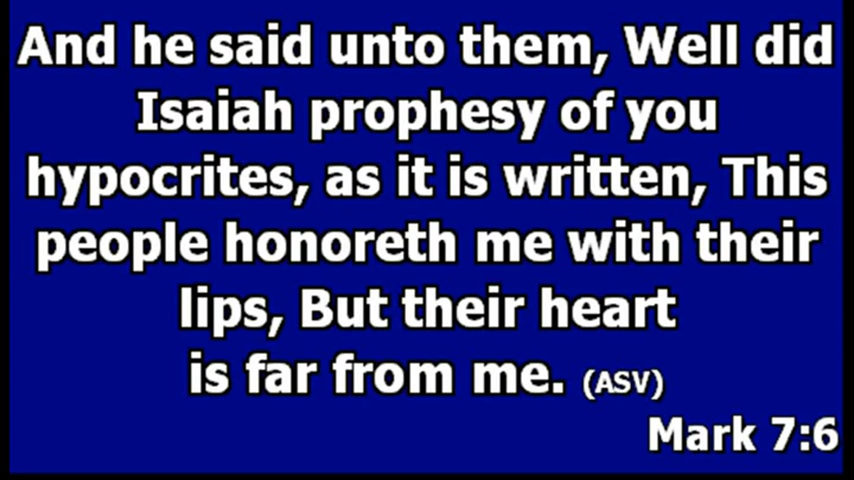 And he said unto them, Well did
Isaiah prophesy of you
hypocrites, as it is written, This
people honoreth me with their
lips, But their heart
is far from me. (ASV)
Mark 7:6